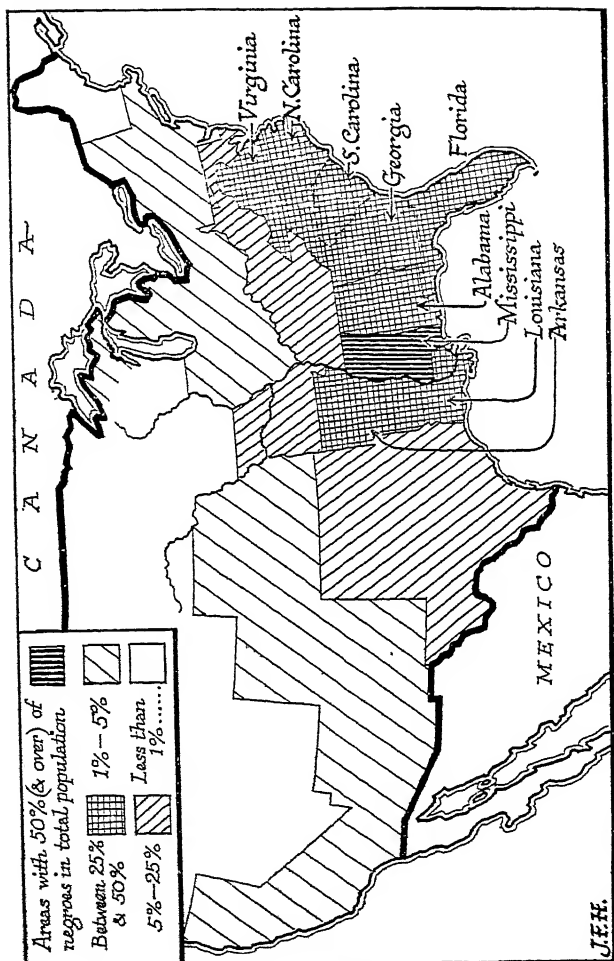 Areas with 50% (& over) of
negroes in total population
Between 25%
& 50%
1% – 5%
5% – 25%
Less than
1%......
C A N A D A
Virginia
N. Carolina
S. Carolina
Georgia
Florida
Alabama
Mississippi
Louisiana
Arkansas
MEXICO
J.F.H.